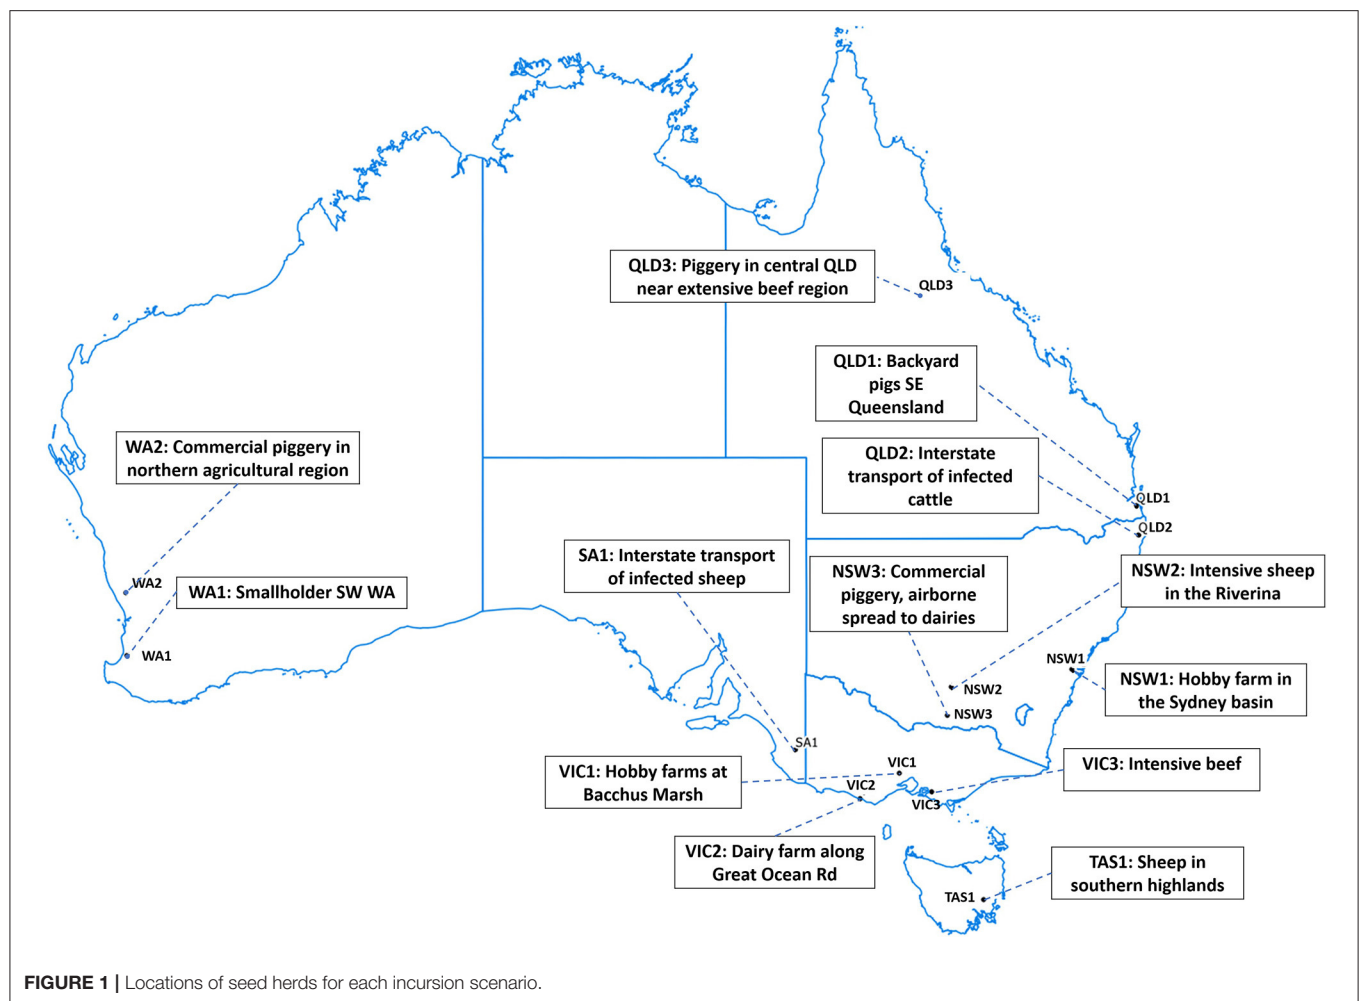 QLD3: Piggery in central QLD
near extensive beef region
QLD3
QLD1: Backyard
pigs SE
Queensland
WA2: Commercial piggery in
northern agricultural region
QLD2: Interstate
transport of infected
cattle
QLD1
QLD2
SA1: Interstate transport
of infected sheep
NSW3: Commercial
piggery, airborne
spread to dairies
NSW2: Intensive sheep
in the Riverina
WA2
WA1: Smallholder SW WA
WA1
NSW1
NSW2
NSW1: Hobby farm in
the Sydney basin
NSW3
SA1
VIC1: Hobby farms at
Bacchus Marsh
VIC1
VIC3: Intensive beef
VIC2
VIC3
VIC2: Dairy farm along
Great Ocean Rd
TAS1: Sheep in
southern highlands
TAS1
FIGURE 1 | Locations of seed herds for each incursion scenario.